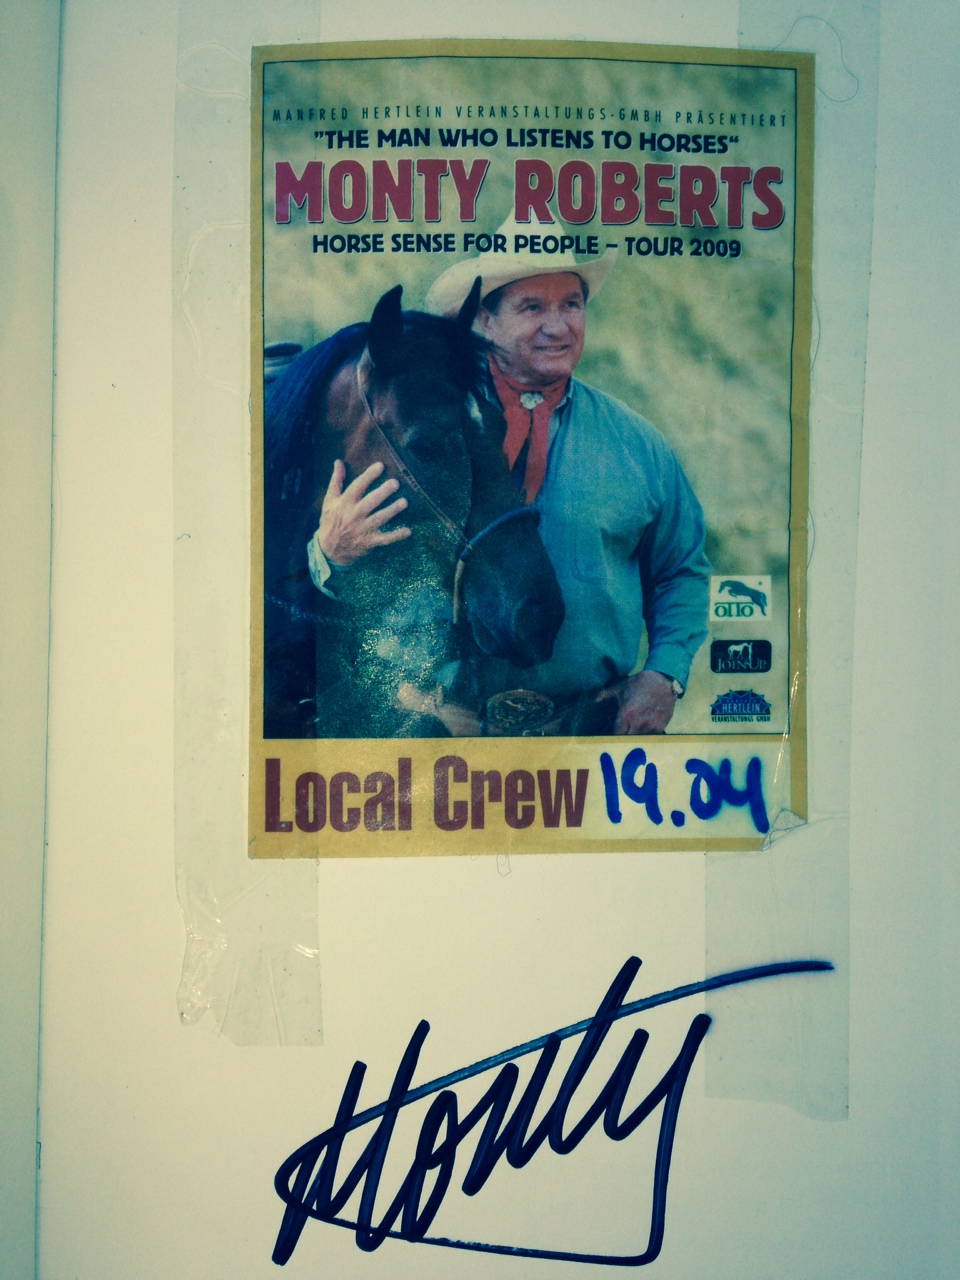 MANFRED HERTLEIN VERANSTALTUNGS-GMBH PRÄSENTIERT
"THE MAN WHO LISTENS TO HORSES“
MONTY ROBERTS
HORSE SENSE FOR PEOPLE – TOUR 2009
OTTO
JOIN-UP
HERTLEIN
VERANSTALTUNGS GMBH
Local Crew 19.04
Monty